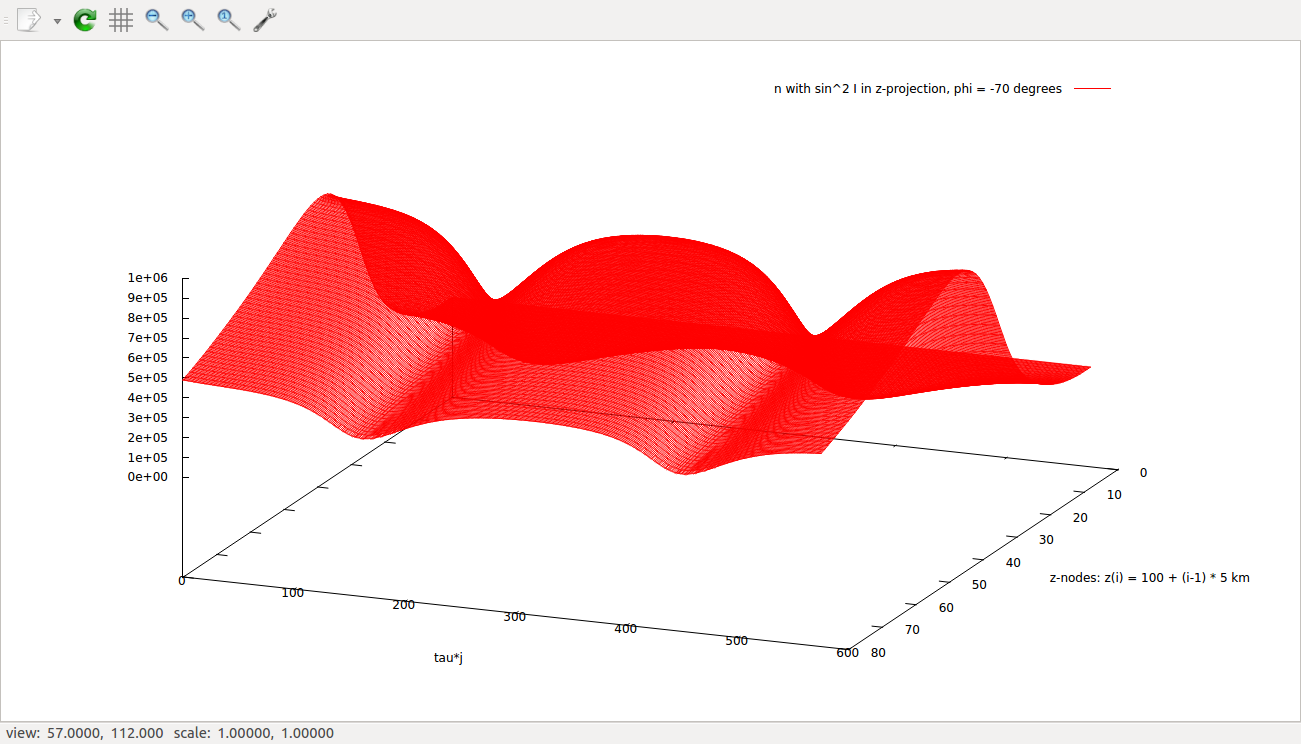 n with sin^2 I in z-projection, phi = -70 degrees
1e+06
9e+05
8e+05
7e+05
6e+05
5e+05
4e+05
3e+05
2e+05
1e+05
0e+00
0
100
200
300
400
500
600
tau*j
0
10
20
30
40
50
60
70
80
z-nodes: z(i) = 100 + (i-1) * 5 km
view: 57.0000, 112.000 scale: 1.00000, 1.00000